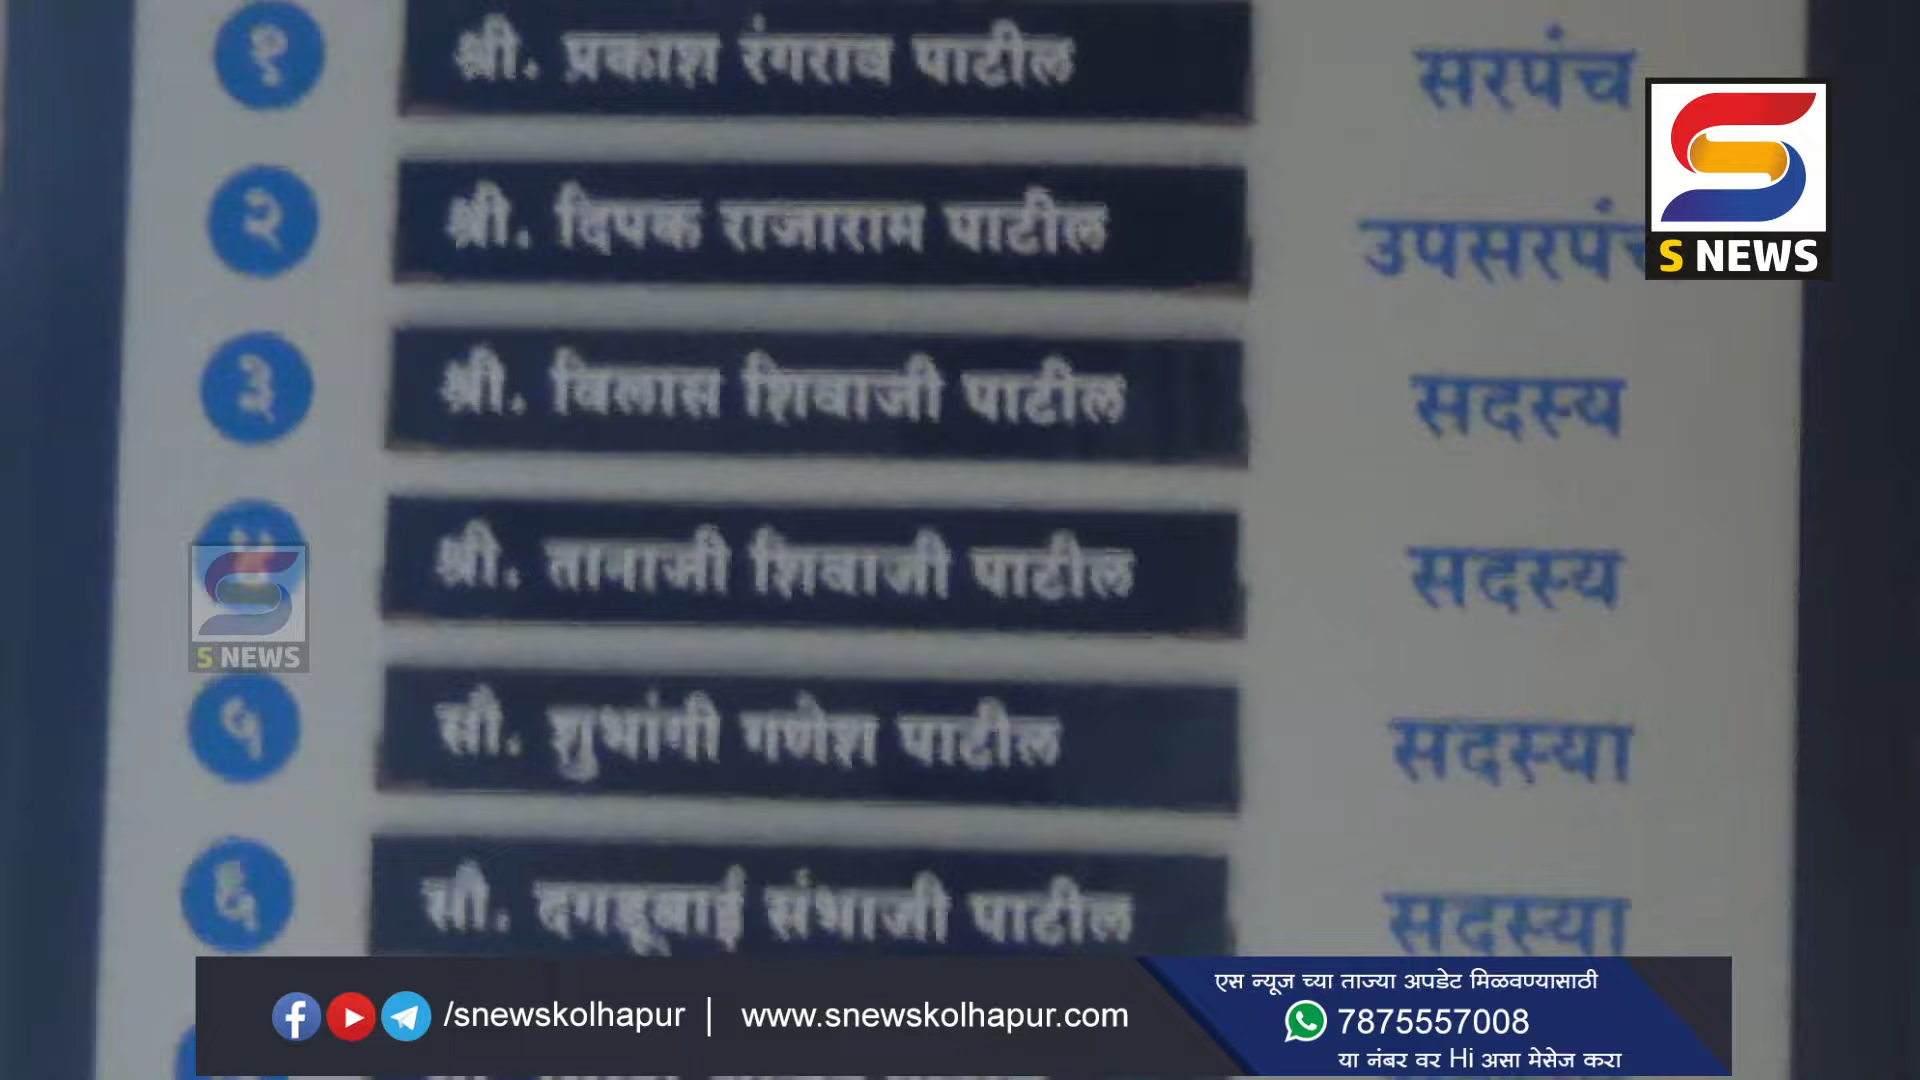 १ श्री. प्रकाश रंगराव पाटील सरपंच
२ श्री. दिपक राजाराम पाटील उपसरपंच
३ श्री. विलास शिवाजी पाटील सदस्य
४ श्री. तानाजी शिवाजी पाटील सदस्य
५ सौ. शुभांगी गणेश पाटील सदस्या
६ सौ. दगडूबाई संभाजी पाटील सदस्या
S NEWS
S NEWS
/snewskolhapur | www.snewskolhapur.com
एस न्यूज च्या ताज्या अपडेट मिळवण्यासाठी
7875557008
या नंबर वर Hi असा मेसेज करा